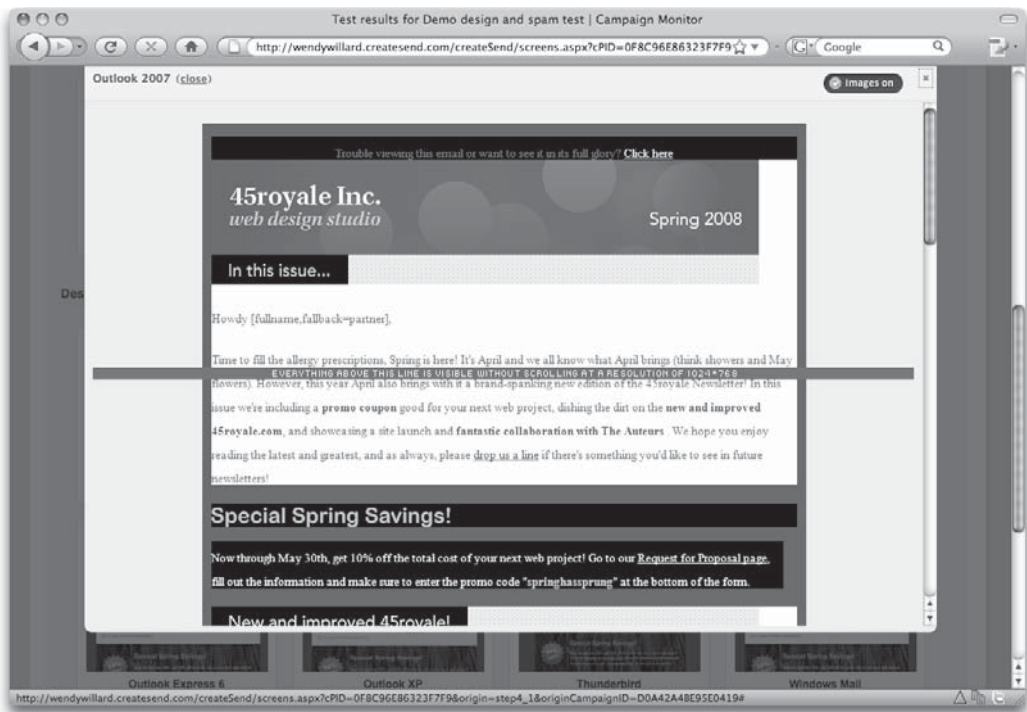 Test results for Demo design and spam test | Campaign Monitor
http://wendywillard.createsend.com/createSend/screens.aspx?cPID=0F8C96E86323F7F9
Google
Outlook 2007 (close)
Images on
Trouble viewing this email or want to see it in its full glory? Click here
45royale Inc.
web design studio
Spring 2008
In this issue...
Des
Howdy [fullname,fallback=partner],
Time to fill the allergy prescriptions, Spring is here! It's April and we all know what April brings (think showers and May
EVERYTHING ABOVE THIS LINE IS VISIBLE WITHOUT SCROLLING AT A RESOLUTION OF 1024*768
flowers). However, this year April also brings with it a brand-spanking new edition of the 45royale Newsletter! In this
issue we're including a promo coupon good for your next web project, dishing the dirt on the new and improved
45royale.com, and showcasing a site launch and fantastic collaboration with The Auteurs . We hope you enjoy
reading the latest and greatest, and as always, please drop us a line if there's something you'd like to see in future
newsletters!
Special Spring Savings!
Now through May 30th, get 10% off the total cost of your next web project! Go to our Request for Proposal page,
fill out the information and make sure to enter the promo code "springhassprung" at the bottom of the form.
New and improved 45royale!
Outlook Express 6
Outlook XP
Thunderbird
Windows Mail
http://wendywillard.createsend.com/createSend/screens.aspx?cPID=0F8C96E86323F7F9&origin=step4_1&originCampaignID=D0A42A4BE95E0419#